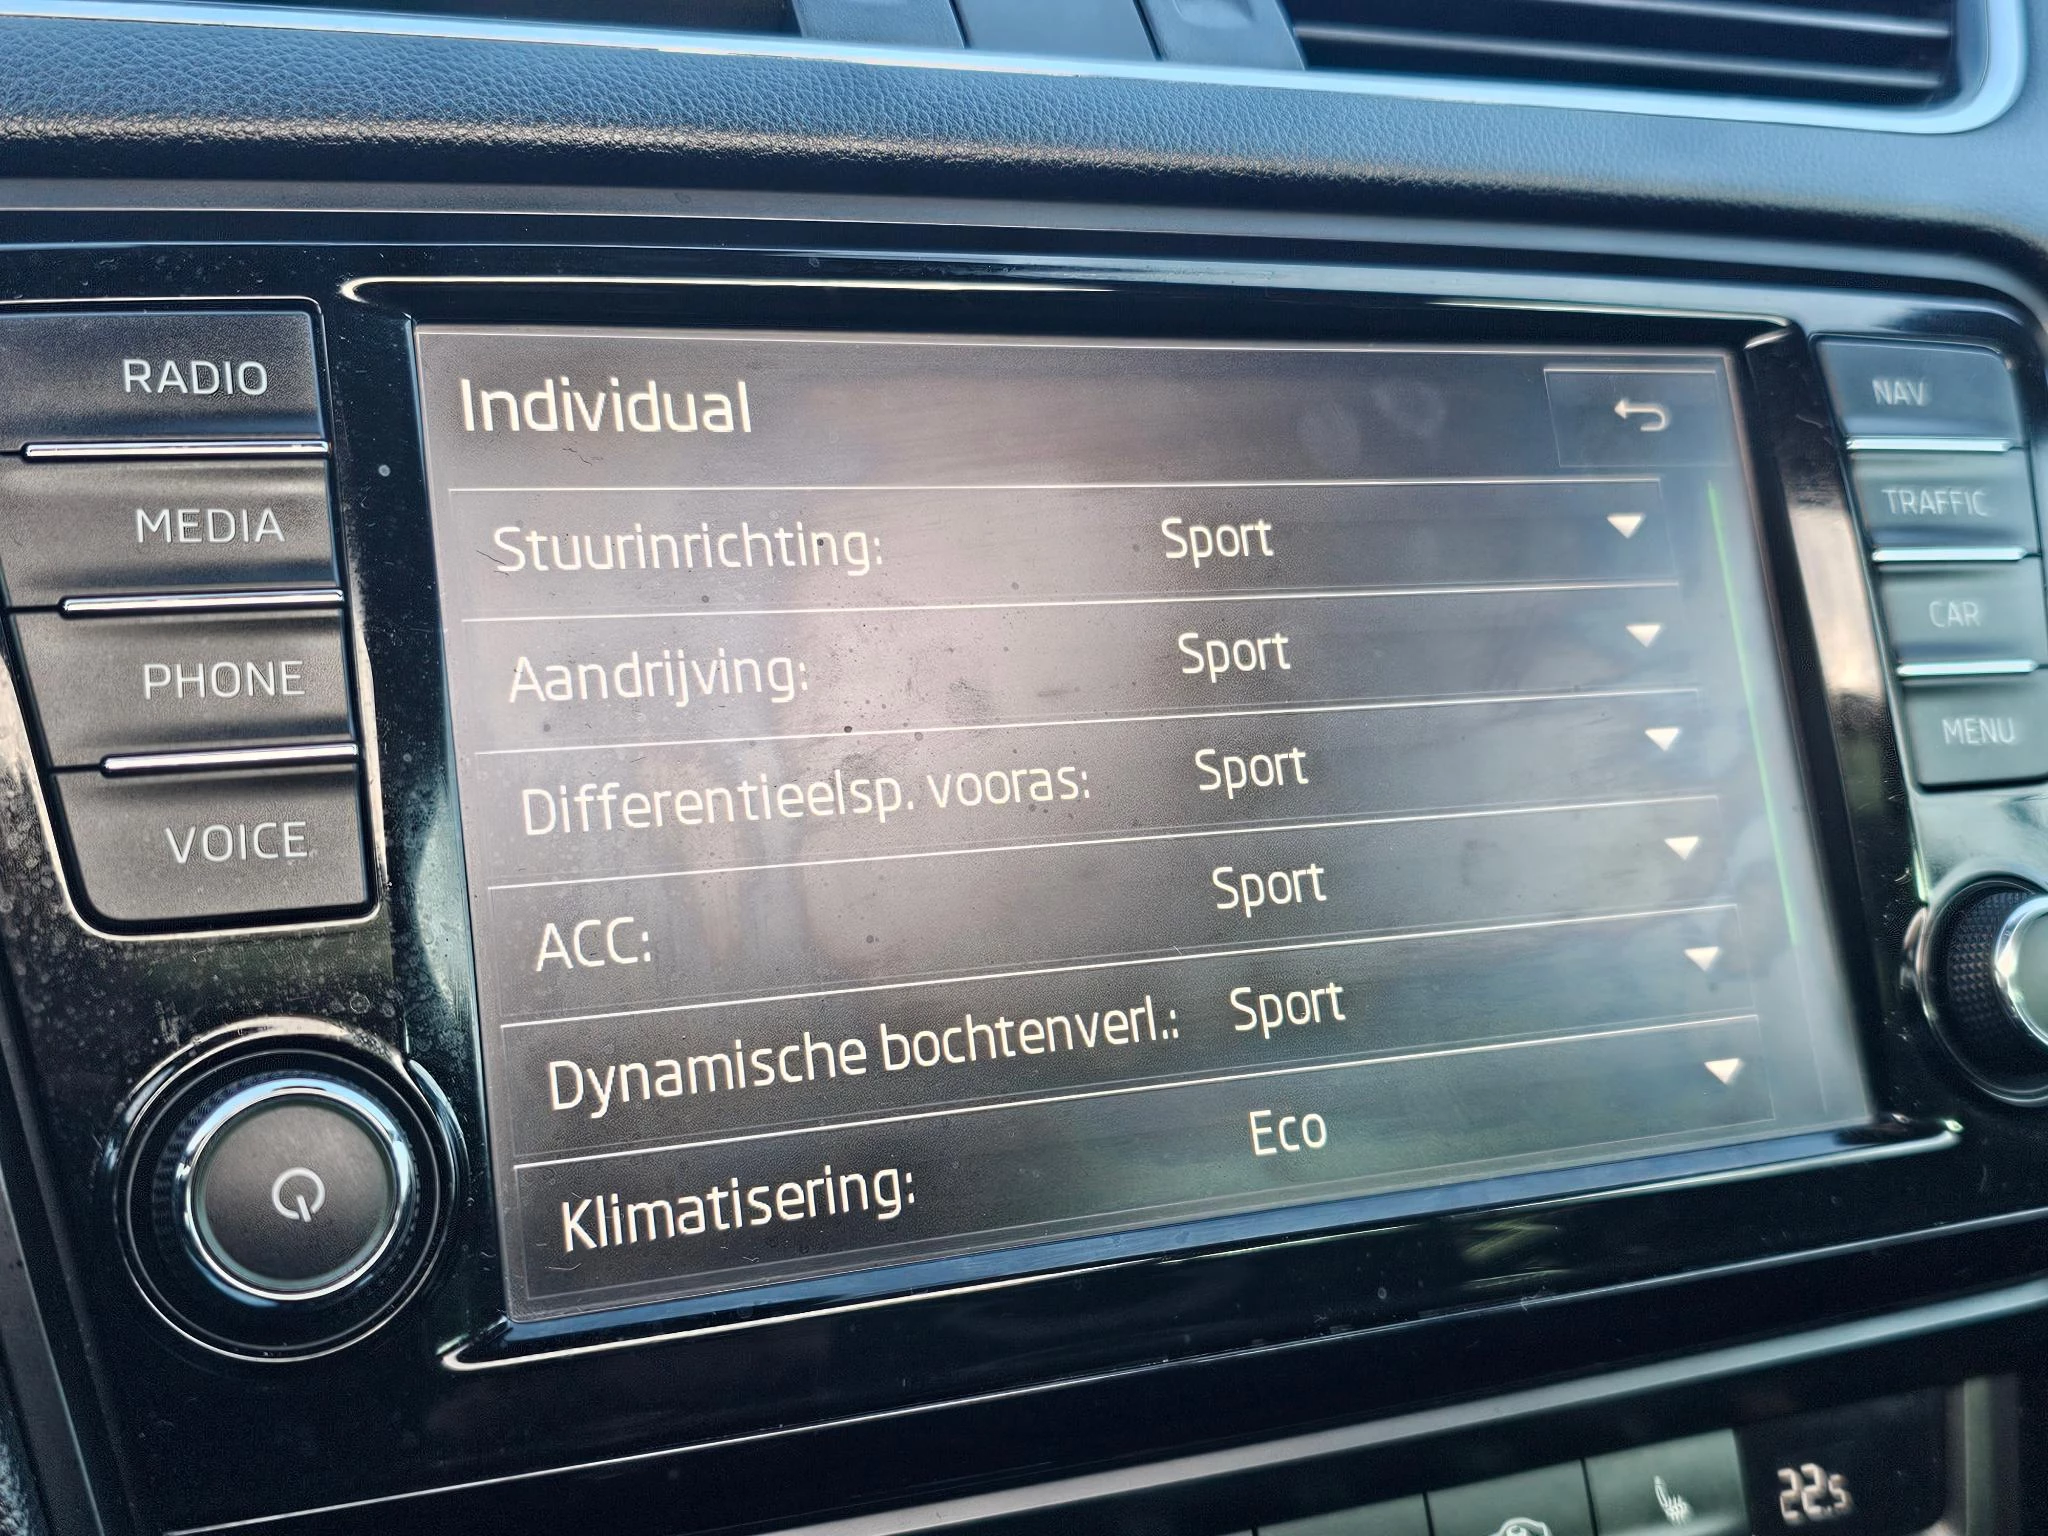 RADIO
MEDIA
PHONE
VOICE
Individual
Stuurinrichting: Sport
Aandrijving: Sport
Differentieelsp. vooras: Sport
ACC: Sport
Dynamische bochtenverl.: Sport
Klimatisering: Eco
NAV
TRAFFIC
CAR
MENU
22.5